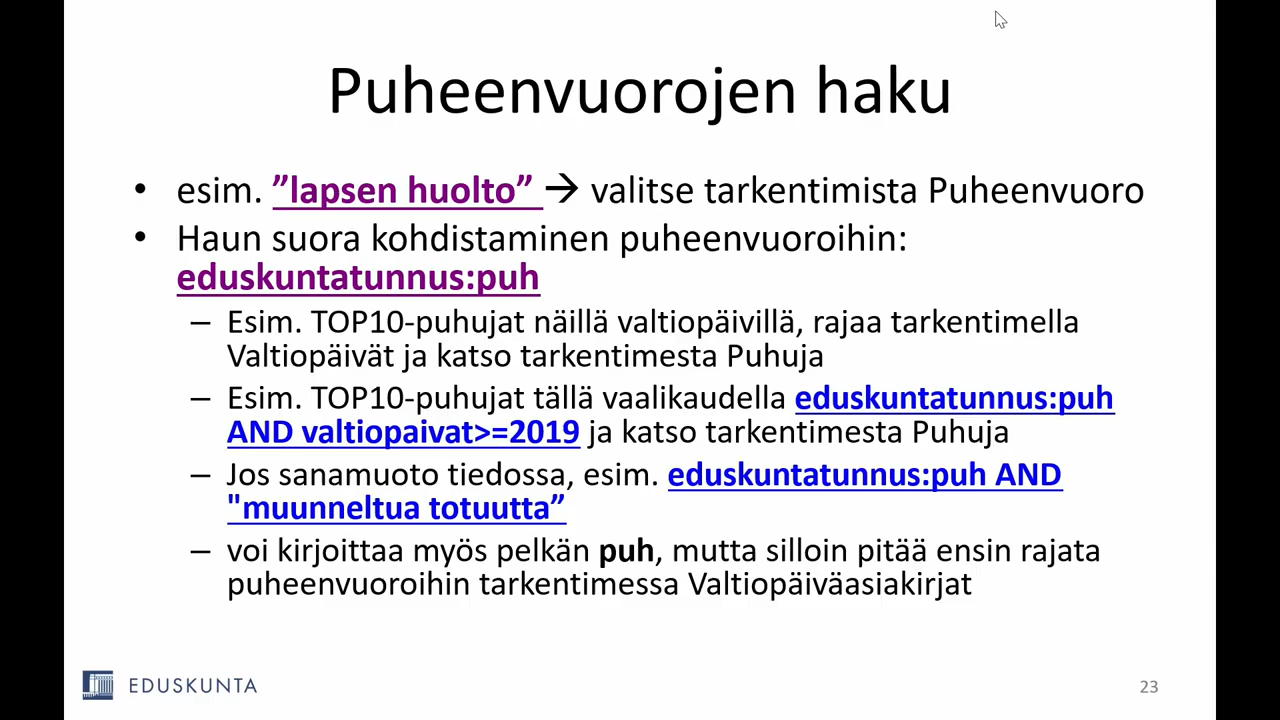 Puheenvuorojen haku
• esim. ”lapsen huolto” → valitse tarkentimista Puheenvuoro
• Haun suora kohdistaminen puheenvuoroihin:
eduskuntatunnus:puh
– Esim. TOP10-puhujat näillä valtiopäivillä, rajaa tarkentimella
Valtiopäivät ja katso tarkentimesta Puhuja
– Esim. TOP10-puhujat tällä vaalikaudella eduskuntatunnus:puh
AND valtiopaivat>=2019 ja katso tarkentimesta Puhuja
– Jos sanamuoto tiedossa, esim. eduskuntatunnus:puh AND
"muunneltua totuutta”
– voi kirjoittaa myös pelkän puh, mutta silloin pitää ensin rajata
puheenvuoroihin tarkentimessa Valtiopäiväasiakirjat
EDUSKUNTA
23